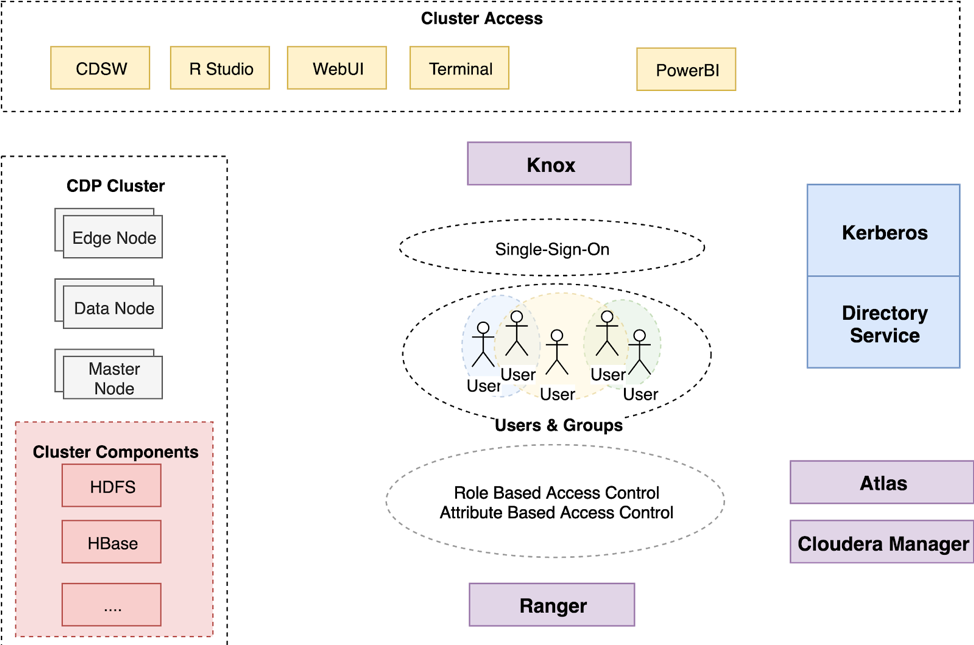 Cluster Access
CDSW
R Studio
WebUI
Terminal
PowerBI
Knox
CDP Cluster
Edge Node
Data Node
Master
Node
Cluster Components
HDFS
HBase
....
Single-Sign-On
User
User
User
User
User
Users & Groups
Role Based Access Control
Attribute Based Access Control
Ranger
Kerberos
Directory
Service
Atlas
Cloudera Manager